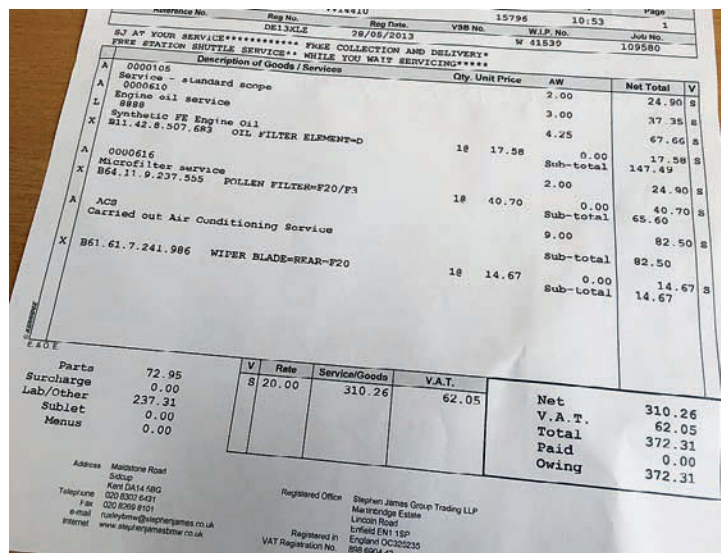 Reference No. 15796 10:53 Page
Reg No. Reg Date. VSB No. W.I.P. No. 1
DE13XLZ 28/05/2013 W 41539 Job No.
109580
SJ AT YOUR SERVICE************ FREE COLLECTION AND DELIVERY*
FREE STATION SHUTTLE SERVICE** WHILE YOU WAIT SERVICING*****
Description of Goods / Services Qty. Unit Price AW Net Total V
A 0000105
Service - standard scope 2.00 24.90 S
A 0000610
Engine oil service 3.00 37.35 S
L 8888
Synthetic FE Engine Oil 4.25 67.66 S
X B11.42.8.507.683 OIL FILTER ELEMENT=D 1@ 17.58 0.00 17.58 S
Sub-total 147.49
A 0000616
Microfilter service 2.00 24.90 S
X B64.11.9.237.555 POLLEN FILTER=F20/F3 1@ 40.70 0.00 40.70 S
Sub-total 65.60
A ACS
Carried out Air Conditioning Service 9.00 82.50 S
Sub-total 82.50
X B61.61.7.241.986 WIPER BLADE=REAR=F20 1@ 14.67 0.00 14.67 S
Sub-total 14.67
E. & O.E.
Parts 72.95
Surcharge 0.00
Lab/Other 237.31
Sublet 0.00
Menus 0.00
V Rate Service/Goods V.A.T.
S 20.00 310.26 62.05
Net 310.26
V.A.T. 62.05
Total 372.31
Paid 0.00
Owing 372.31
Address Maidstone Road
Sidcup
Kent DA14 5BG
Telephone 020 8302 6431
Fax 020 8269 8101
e-mail ruxleybmw@stephenjames.co.uk
Internet www.stephenjamesbmw.co.uk
Registered Office Stephen James Group Trading LLP
Martinbridge Estate
Lincoln Road
Enfield EN1 1SP
Registered in England OC325235
VAT Registration No. 898 6904 43